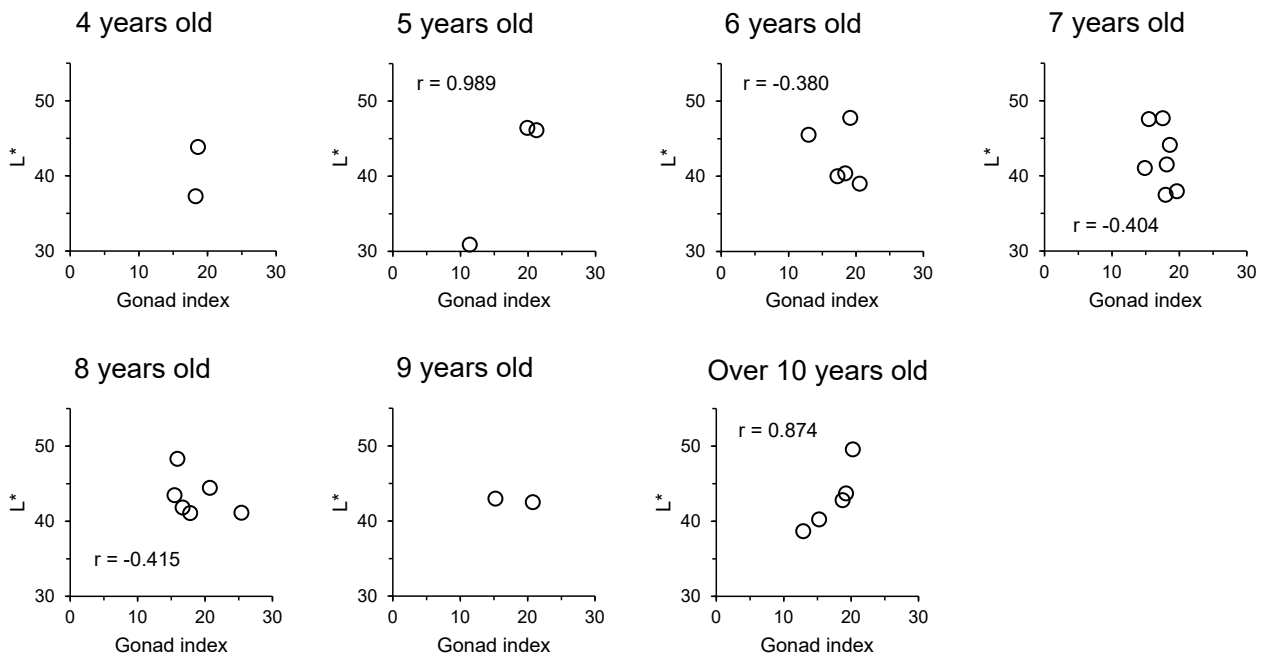 4 years old
5 years old
6 years old
7 years old
50
40
30
L*
0 10 20 30
Gonad index
r = 0.989
50
40
30
L*
0 10 20 30
Gonad index
r = -0.380
50
40
30
L*
0 10 20 30
Gonad index
r = -0.404
50
40
30
L*
0 10 20 30
Gonad index
8 years old
9 years old
Over 10 years old
r = -0.415
50
40
30
L*
0 10 20 30
Gonad index
50
40
30
L*
0 10 20 30
Gonad index
r = 0.874
50
40
30
L*
0 10 20 30
Gonad index